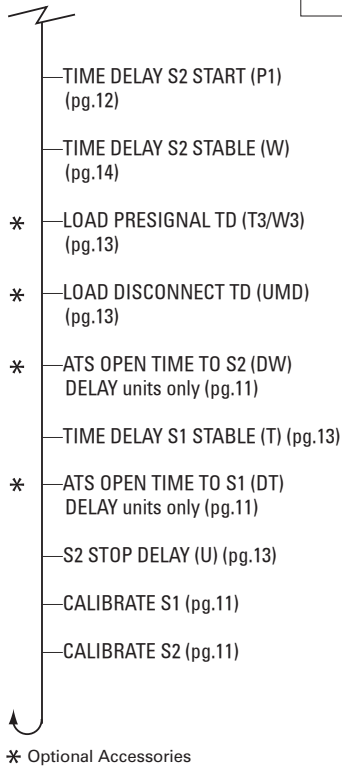 TIME DELAY S2 START (P1)
(pg.12)
TIME DELAY S2 STABLE (W)
(pg.14)
* LOAD PRESIGNAL TD (T3/W3)
(pg.13)
* LOAD DISCONNECT TD (UMD)
(pg.13)
* ATS OPEN TIME TO S2 (DW)
DELAY units only (pg.11)
TIME DELAY S1 STABLE (T) (pg.13)
* ATS OPEN TIME TO S1 (DT)
DELAY units only (pg.11)
S2 STOP DELAY (U) (pg.13)
CALIBRATE S1 (pg.11)
CALIBRATE S2 (pg.11)
* Optional Accessories